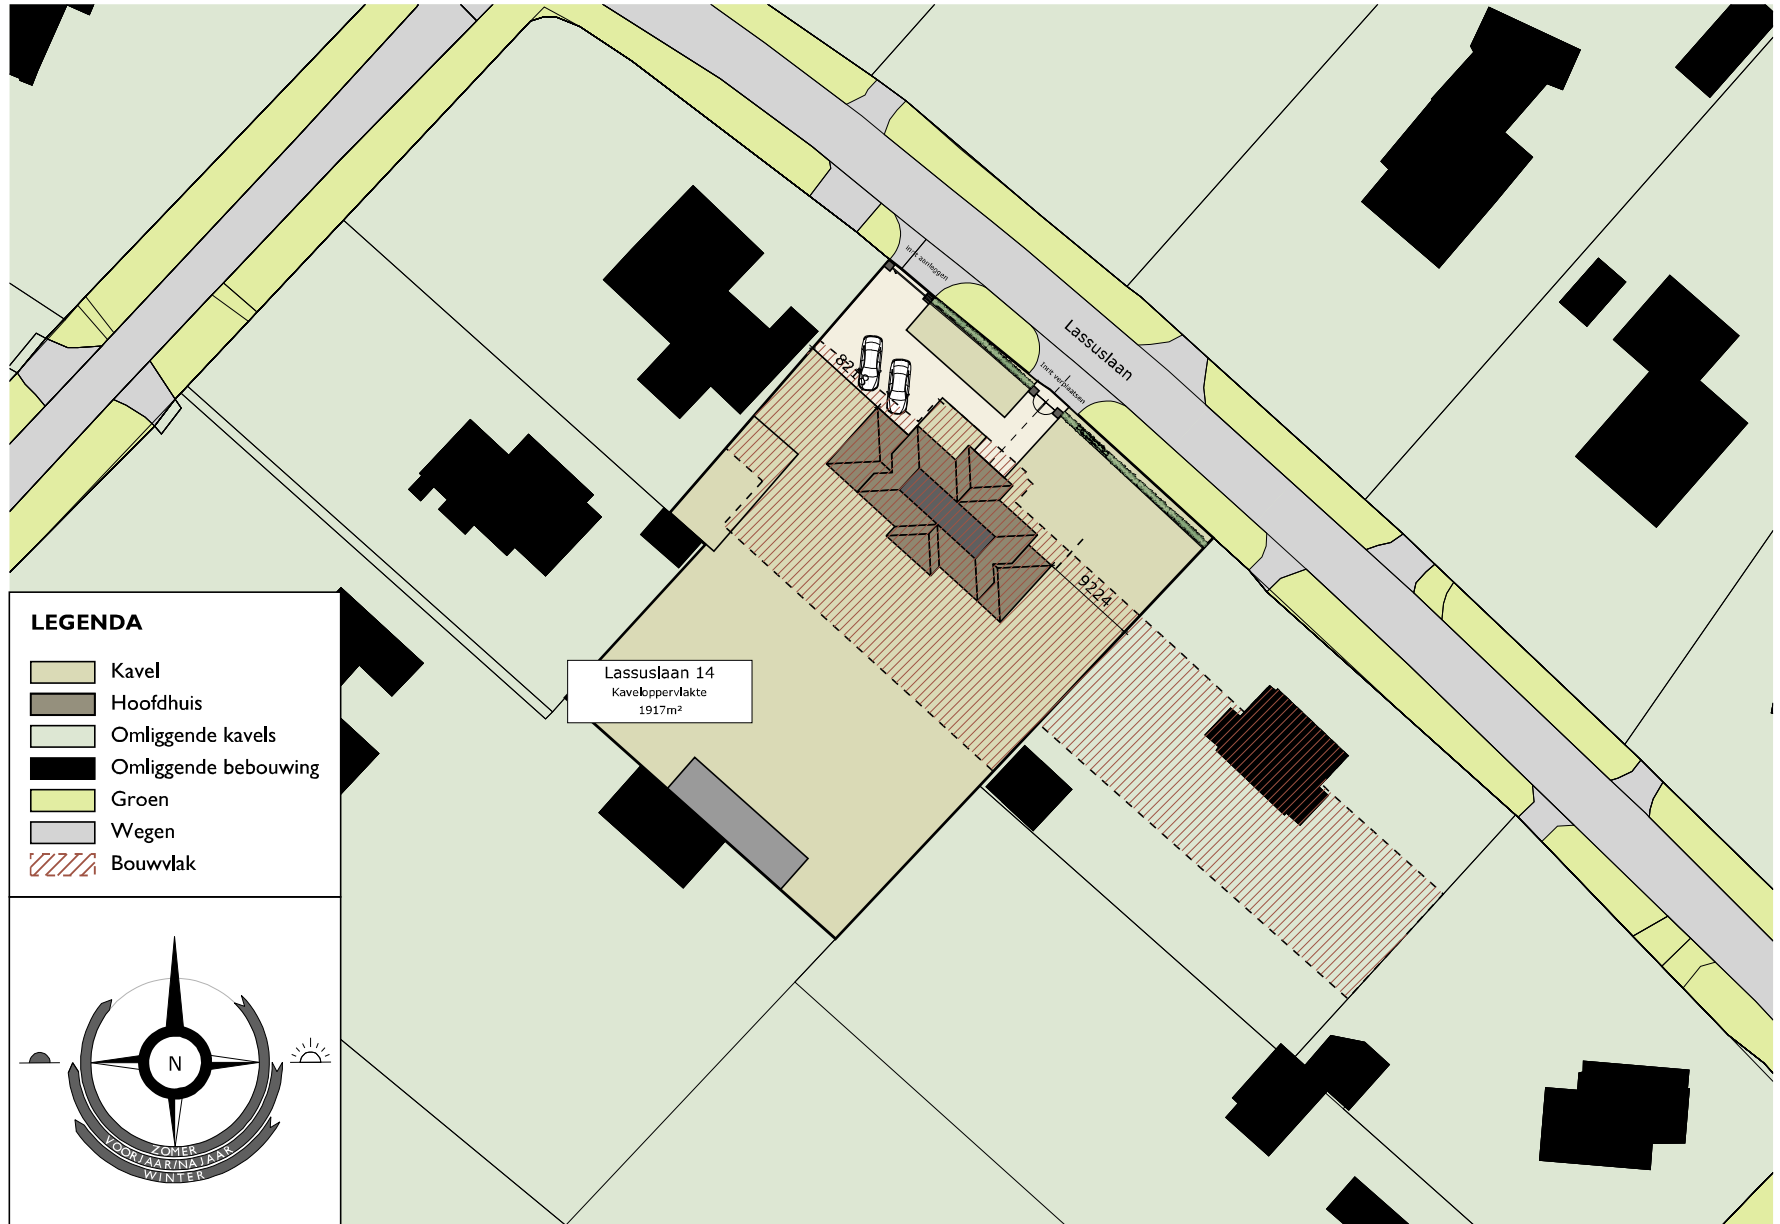 inrit aanleggen
Lassuslaan
Inrit verplaatsen
8248
9224
Lassuslaan 14
Kaveloppervlakte
1917m²
LEGENDA
Kavel
Hoofdhuis
Omliggende kavels
Omliggende bebouwing
Groen
Wegen
Bouwvlak
N
ZOMER
VOORJAAR/NAJAAR
WINTER